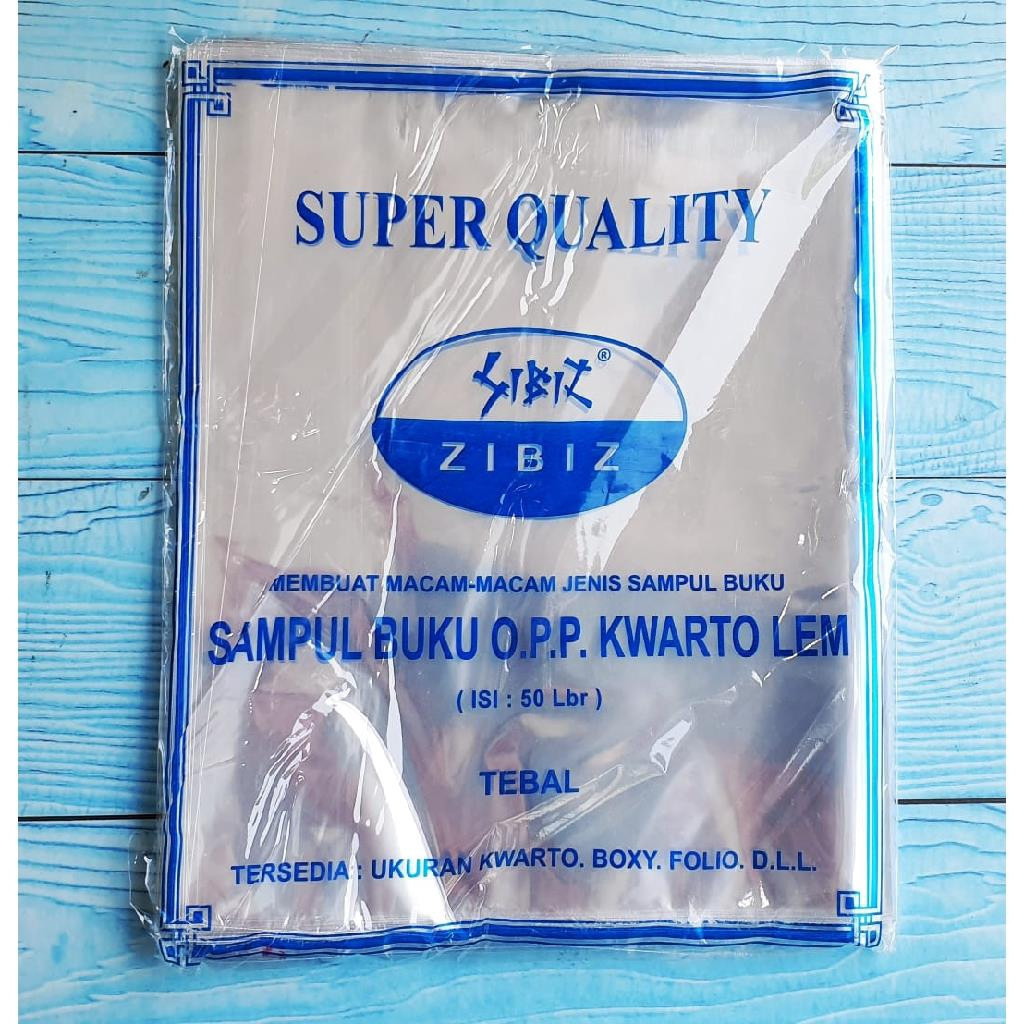 SUPER QUALITY
SIBIZ ®
ZIBIZ
MEMBUAT MACAM-MACAM JENIS SAMPUL BUKU
SAMPUL BUKU O.P.P. KWARTO LEM
( ISI : 50 Lbr )
TEBAL
TERSEDIA : UKURAN KWARTO. BOXY. FOLIO. D.L.L.